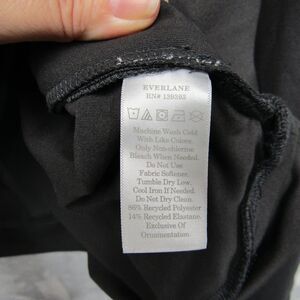 EVERLANE
RN# 139393
Machine Wash Cold
With Like Colors.
Only Non-chlorine
Bleach When Needed.
Do Not Use
Fabric Softener.
Tumble Dry Low.
Cool Iron If Needed.
Do Not Dry Clean.
86% Recycled Polyester
14% Recycled Elastane.
Exclusive Of
Ornamentation.